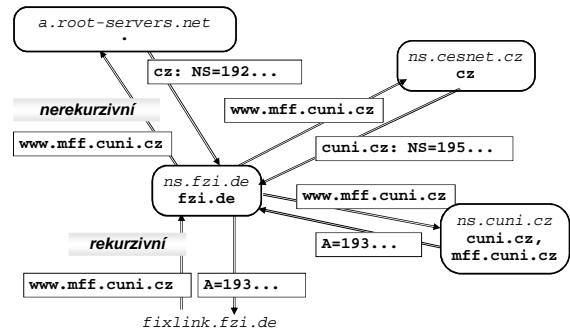 a.root-servers.net
.
cz: NS=192...
ns.cesnet.cz
cz
nerekurzivní
www.mff.cuni.cz
www.mff.cuni.cz
cuni.cz: NS=195...
ns.fzi.de
fzi.de
www.mff.cuni.cz
ns.cuni.cz
cuni.cz,
mff.cuni.cz
rekurzivní
A=193...
www.mff.cuni.cz
A=193...
fixlink.fzi.de